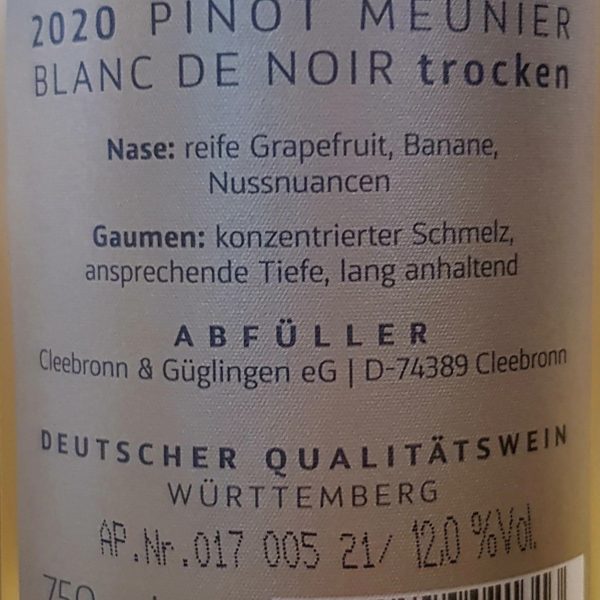 2020 PINOT MEUNIER
BLANC DE NOIR trocken
Nase: reife Grapefruit, Banane,
Nussnuancen
Gaumen: konzentrierter Schmelz,
ansprechende Tiefe, lang anhaltend
ABFÜLLER
Cleebronn & Güglingen eG | D-74389 Cleebronn
DEUTSCHER QUALITÄTSWEIN
WÜRTTEMBERG
AP.Nr.017 005 21/ 12,0 %Vol.
750